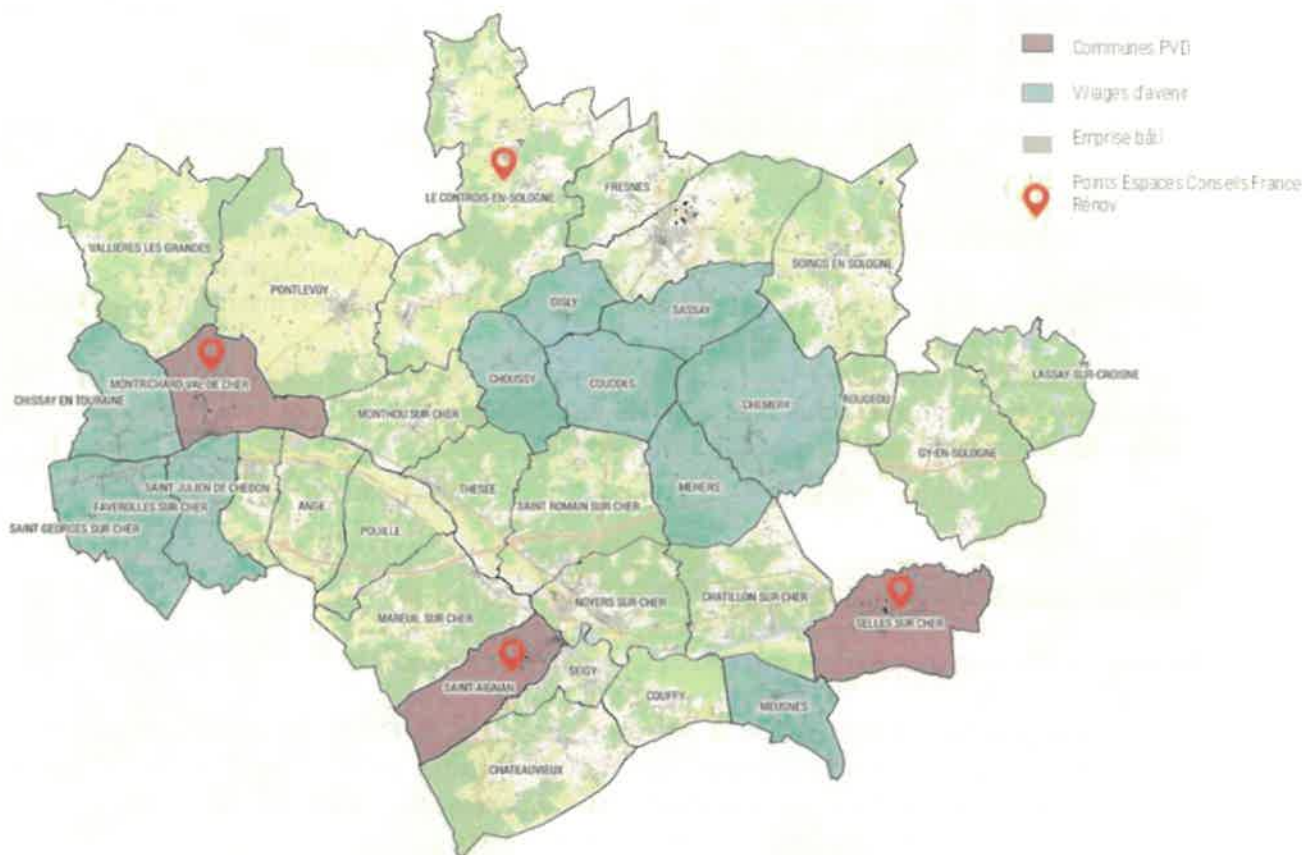 Communes PVD
Villages d'avenir
Emprise bâti
Points Espaces Conseils France
Rénov
LE CONTROIS-EN-SOLOGNE
FRESNES
VALLIERES LES GRANDES
SOINGS EN SOLOGNE
PONTLEVOY
OISLY
SASSAY
MONTRICHARD VAL DE CHER
CHOUSSY
COUDDES
LASSAY-SUR-CROISNE
CHISSAY EN TOURAINE
CHEMERY
ROUGEOU
MONTHOU SUR CHER
GY-EN-SOLOGNE
SAINT JULIEN DE CHEDON
THESEE
MEHERS
FAVEROLLES SUR CHER
ANGE
SAINT ROMAIN SUR CHER
SAINT GEORGES SUR CHER
POUILLE
NOYERS SUR CHER
CHATILLON SUR CHER
MAREUIL SUR CHER
SELLES SUR CHER
SEIGY
SAINT AIGNAN
COUFFY
MEUSNES
CHATEAUVIEUX